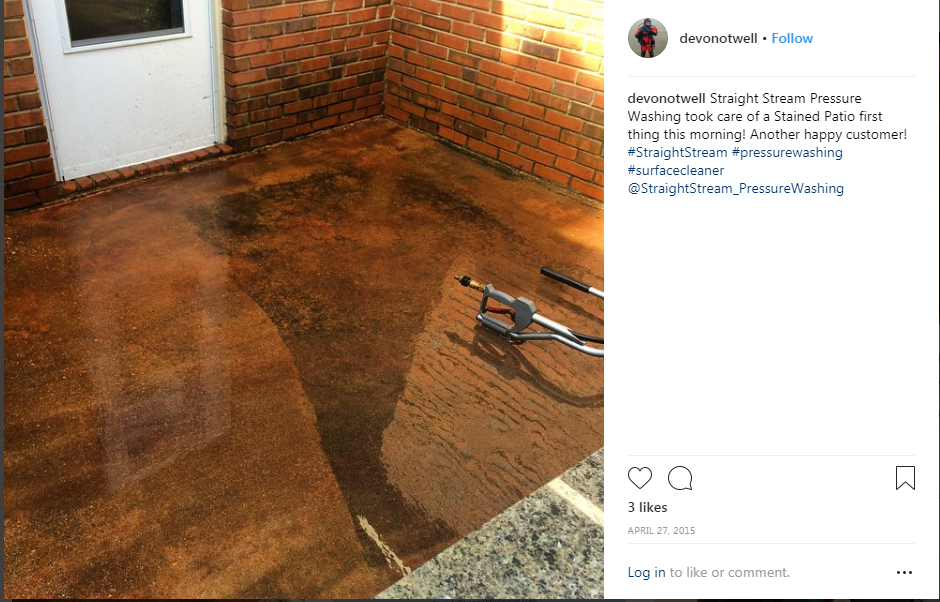 devonotwell • Follow
devonotwell Straight Stream Pressure
Washing took care of a Stained Patio first
thing this morning! Another happy customer!
#StraightStream #pressurewashing
#surfacecleaner
@StraightStream_PressureWashing
3 likes
APRIL 27, 2015
Log in to like or comment.